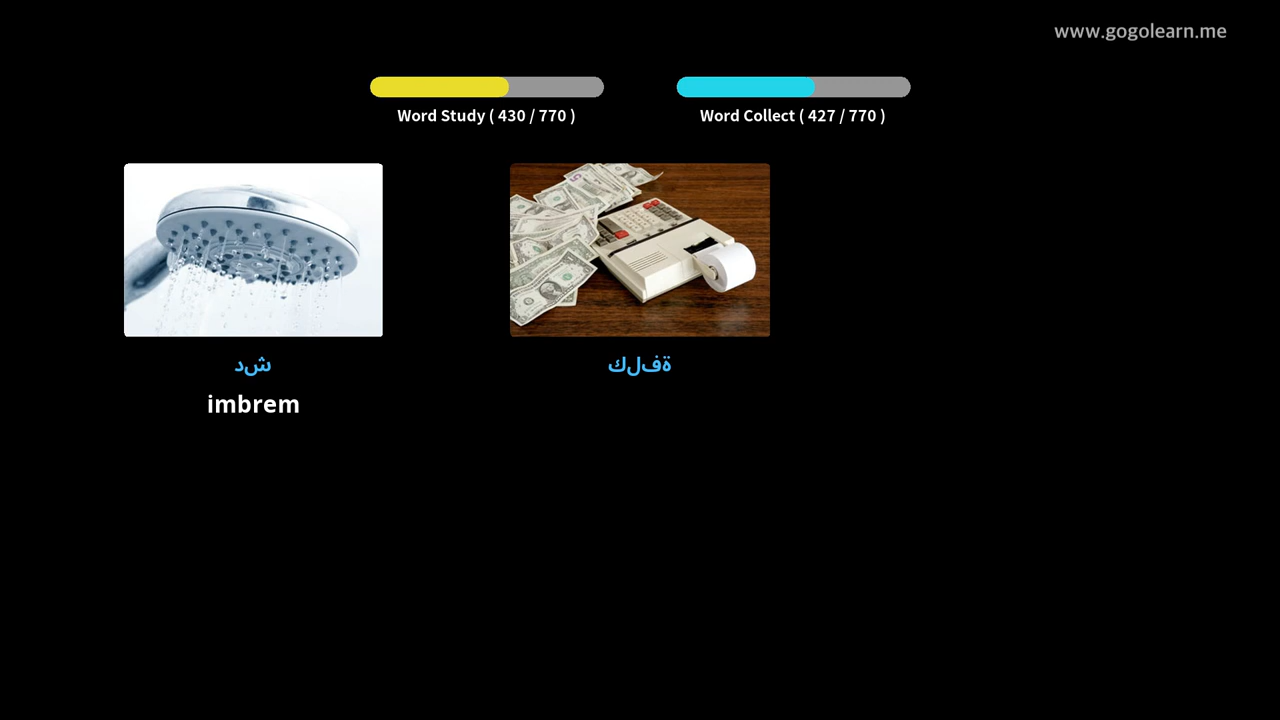 www.gogolearn.me
Word Study ( 430 / 770 )
Word Collect ( 427 / 770 )
شد
ةفلك
imbrem